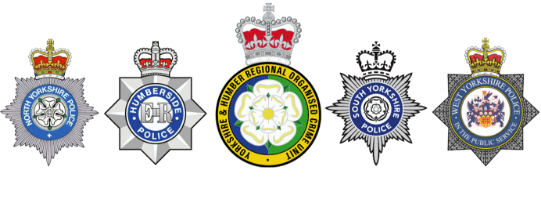 NORTH YORKSHIRE POLICE
HUMBERSIDE
E II R
POLICE
YORKSHIRE & HUMBER REGIONAL ORGANISED CRIME UNIT
SOUTH YORKSHIRE
POLICE
WEST YORKSHIRE POLICE
IN THE PUBLIC SERVICE